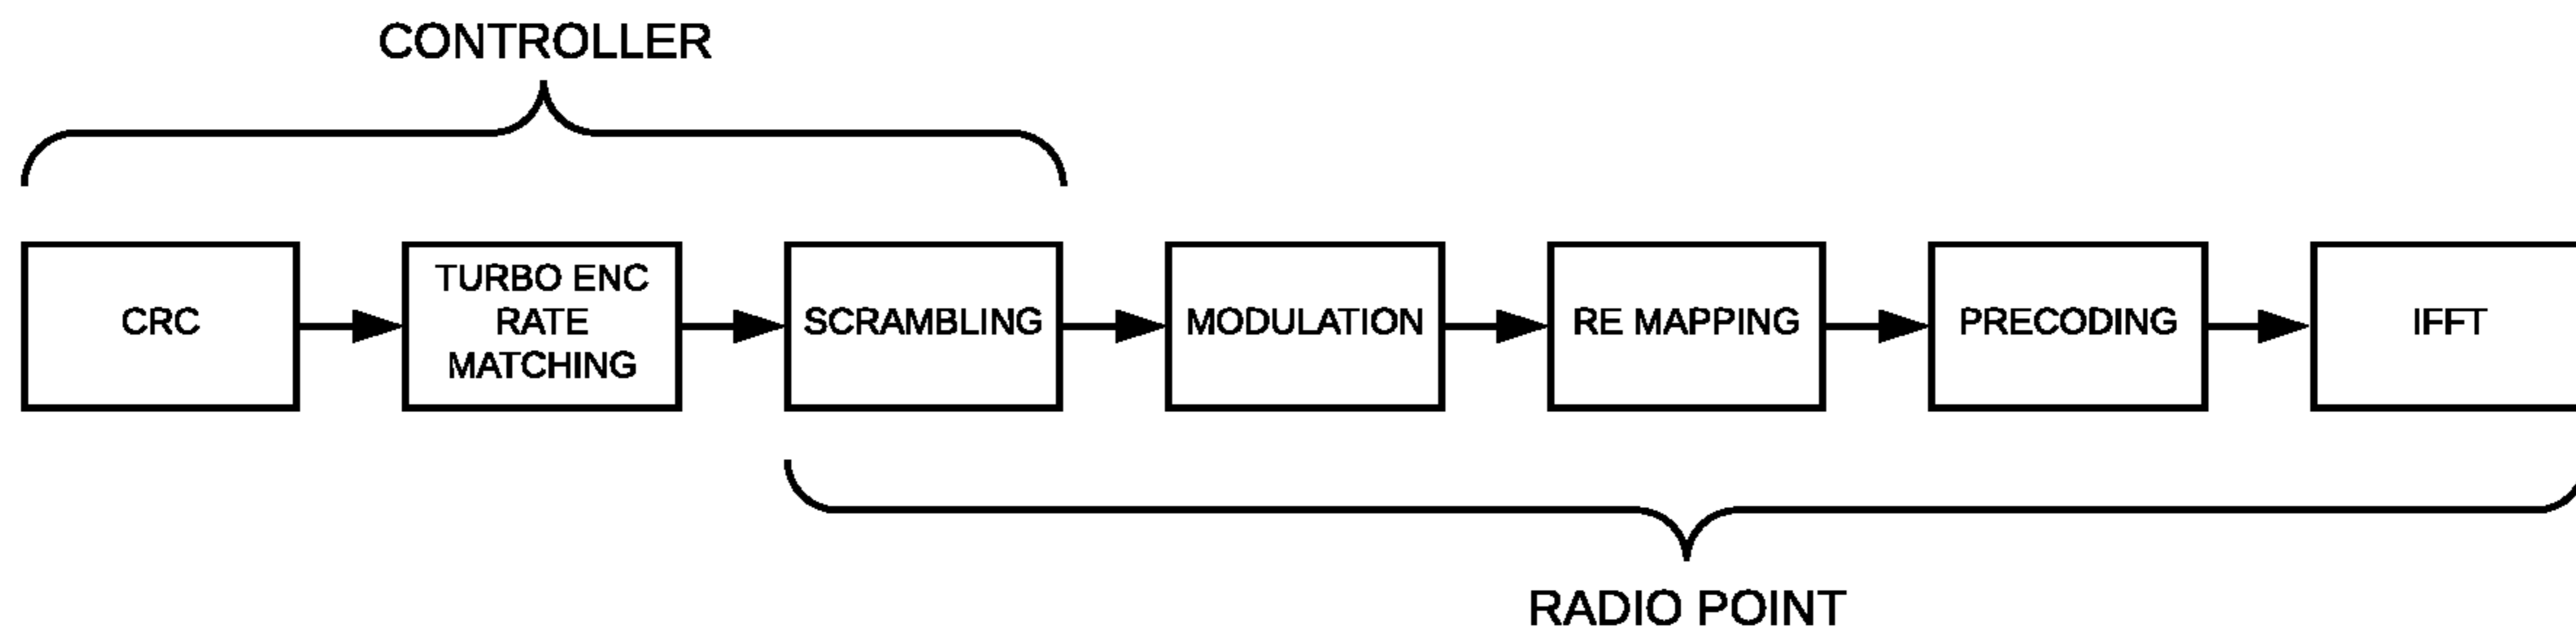 CONTROLLER
CRC
TURBO ENC
RATE
MATCHING
SCRAMBLING
MODULATION
RE MAPPING
PRECODING
IFFT
RADIO POINT